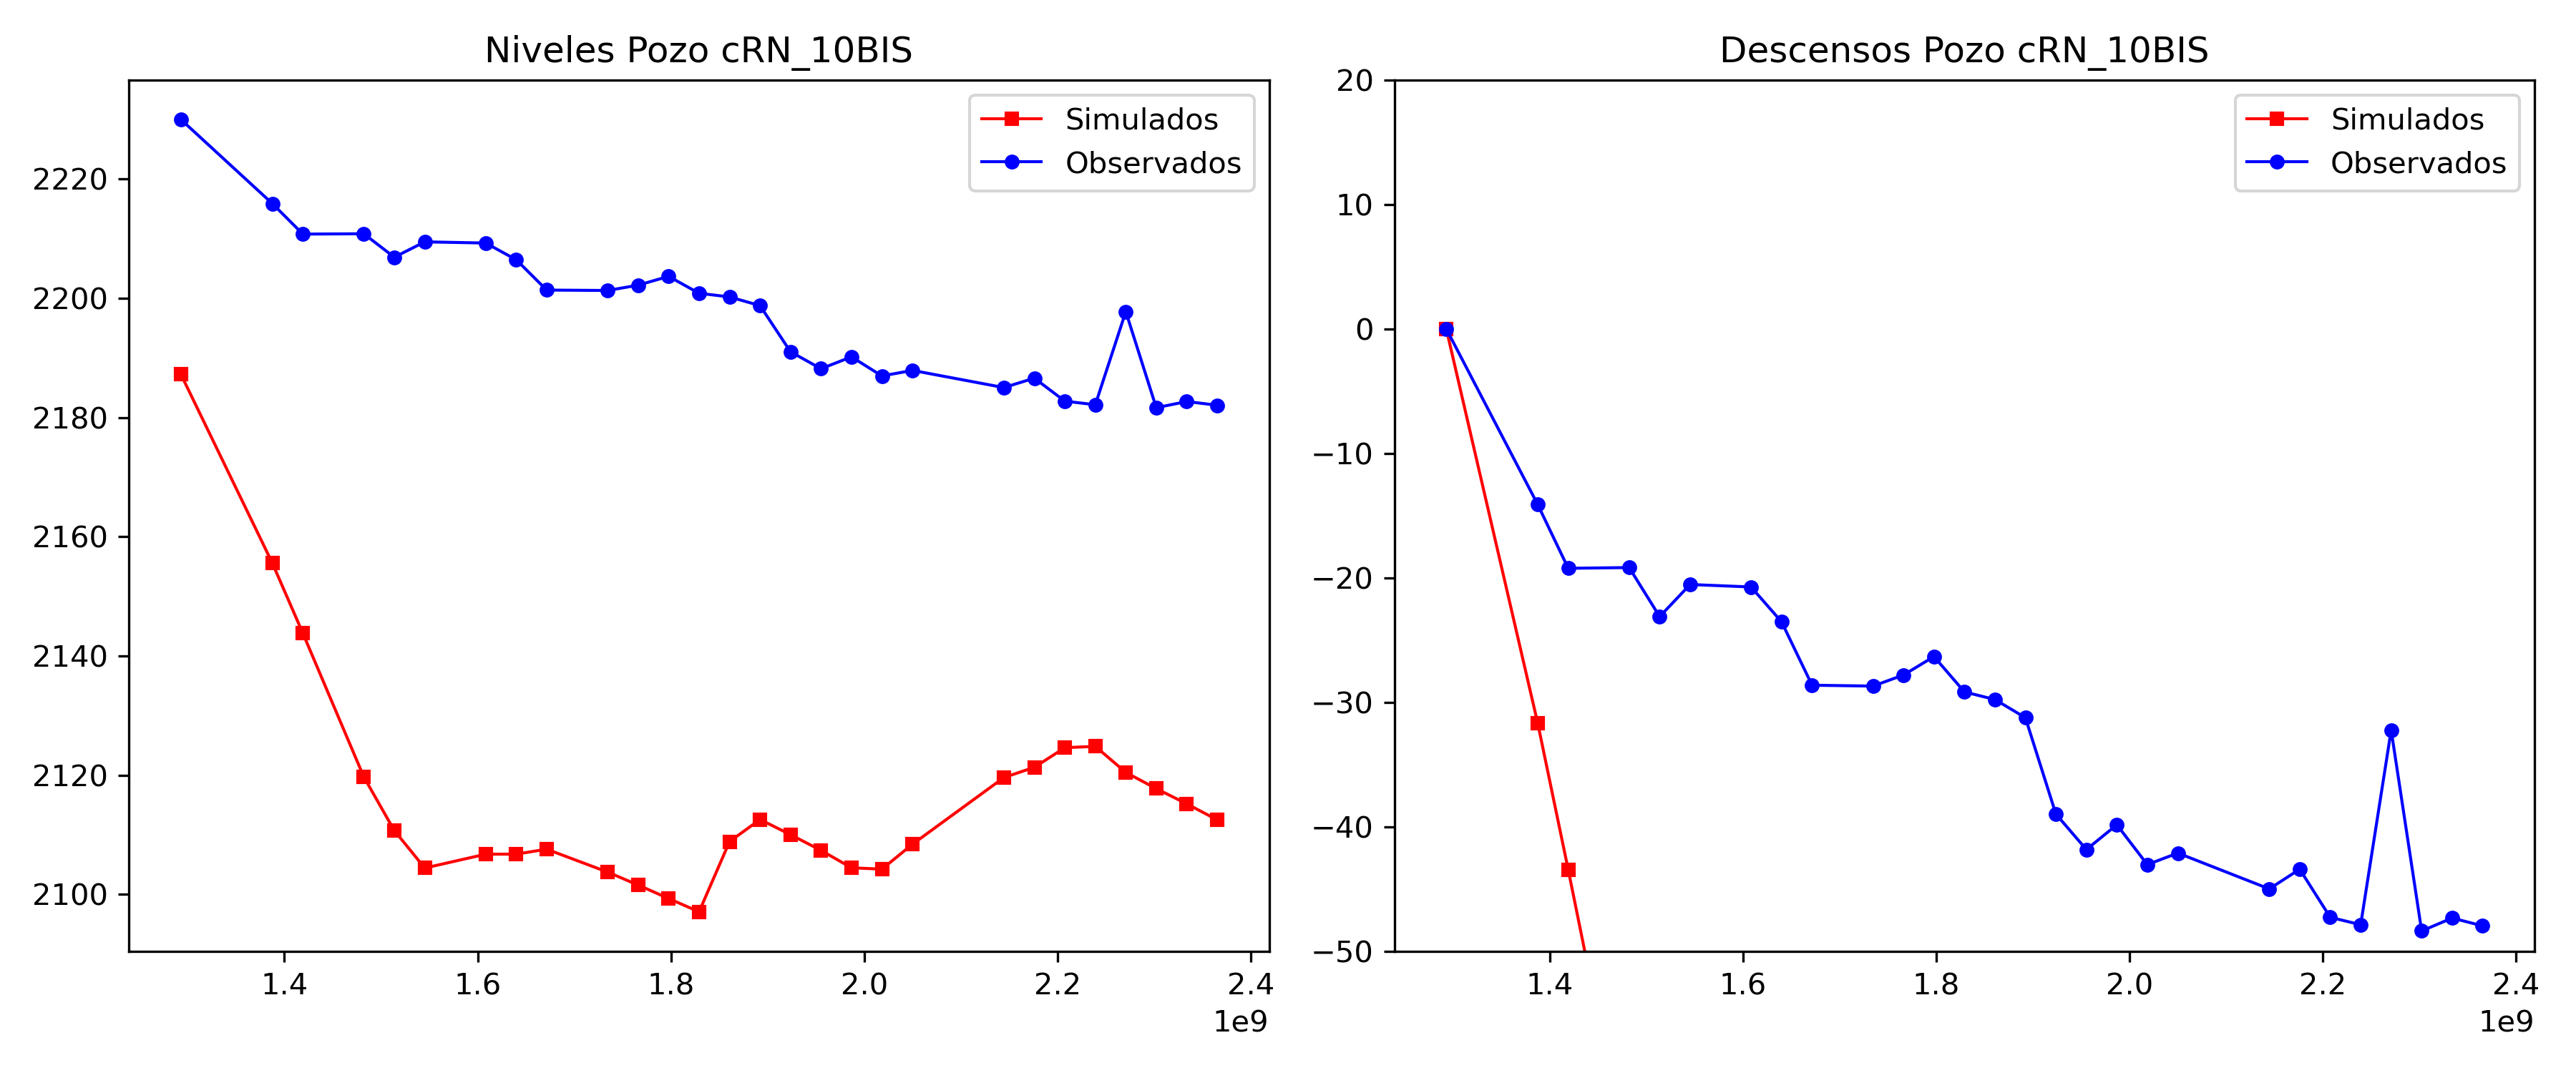 Niveles Pozo cRN_10BIS
Simulados
Observados
2220
2200
2180
2160
2140
2120
2100
1.4 1.6 1.8 2.0 2.2 2.4
1e9
Descensos Pozo cRN_10BIS
Simulados
Observados
20
10
0
−10
−20
−30
−40
−50
1.4 1.6 1.8 2.0 2.2 2.4
1e9